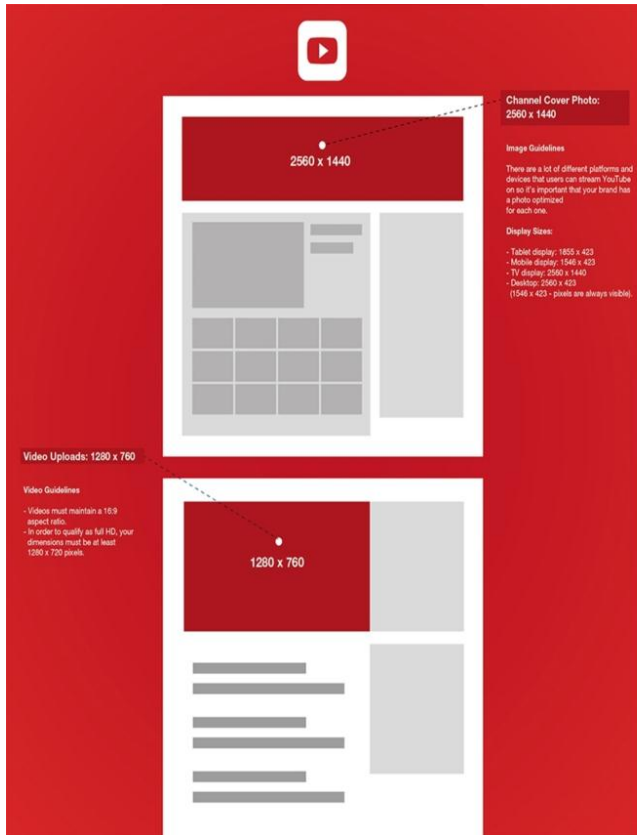 Channel Cover Photo:
2560 x 1440
2560 x 1440
Image Guidelines
There are a lot of different platforms and
devices that users can stream YouTube
on so it's important that your brand has
a photo optimized
for each one.
Display Sizes:
- Tablet display: 1855 x 423
- Mobile display: 1546 x 423
- TV display: 2560 x 1440
- Desktop: 2560 x 423
(1546 x 423 - pixels are always visible).
Video Uploads: 1280 x 760
Video Guidelines
- Videos must maintain a 16:9
aspect ratio.
- In order to qualify as full HD, your
dimensions must be at least
1280 x 720 pixels.
1280 x 760